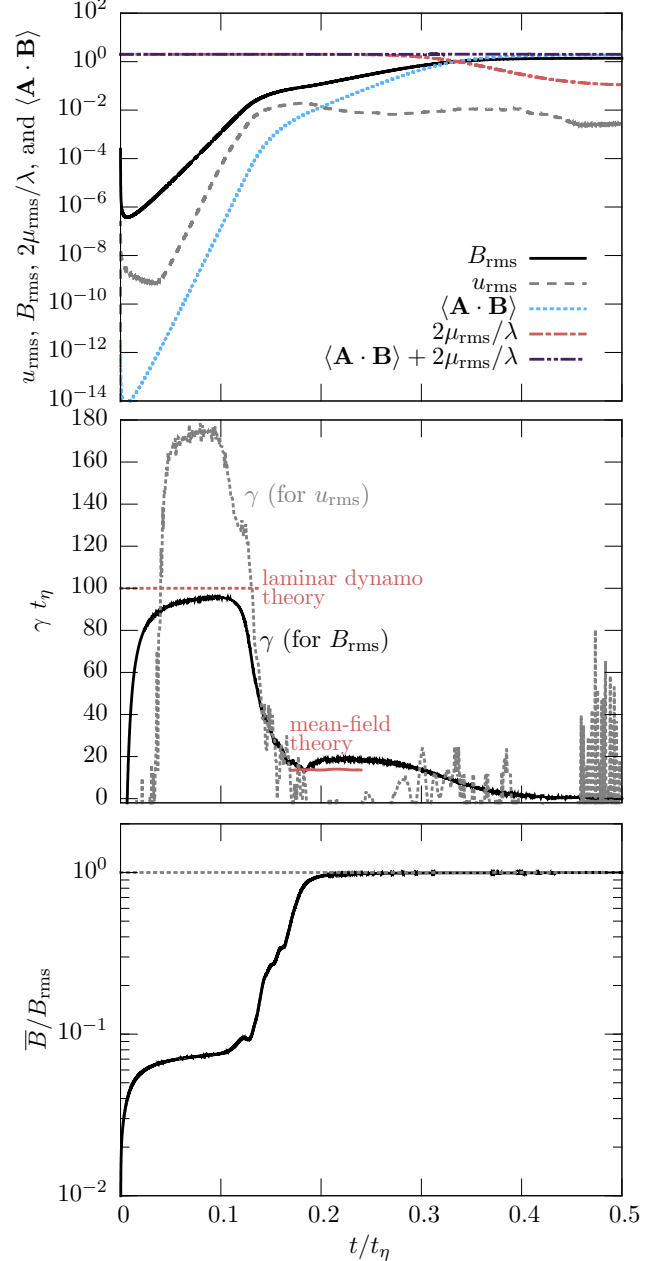 u_rms, B_rms, 2μ_rms/λ, and ⟨A · B⟩
10^2
10^0
10^−2
10^−4
10^−6
10^−8
10^−10
10^−12
10^−14
B_rms
u_rms
⟨A · B⟩
2μ_rms/λ
⟨A · B⟩ + 2μ_rms/λ
γ t_η
180
160
140
120
100
80
60
40
20
0
γ (for u_rms)
laminar dynamo
theory
γ (for B_rms)
mean-field
theory
B̅/B_rms
10^0
10^−1
10^−2
0 0.1 0.2 0.3 0.4 0.5
t/t_η